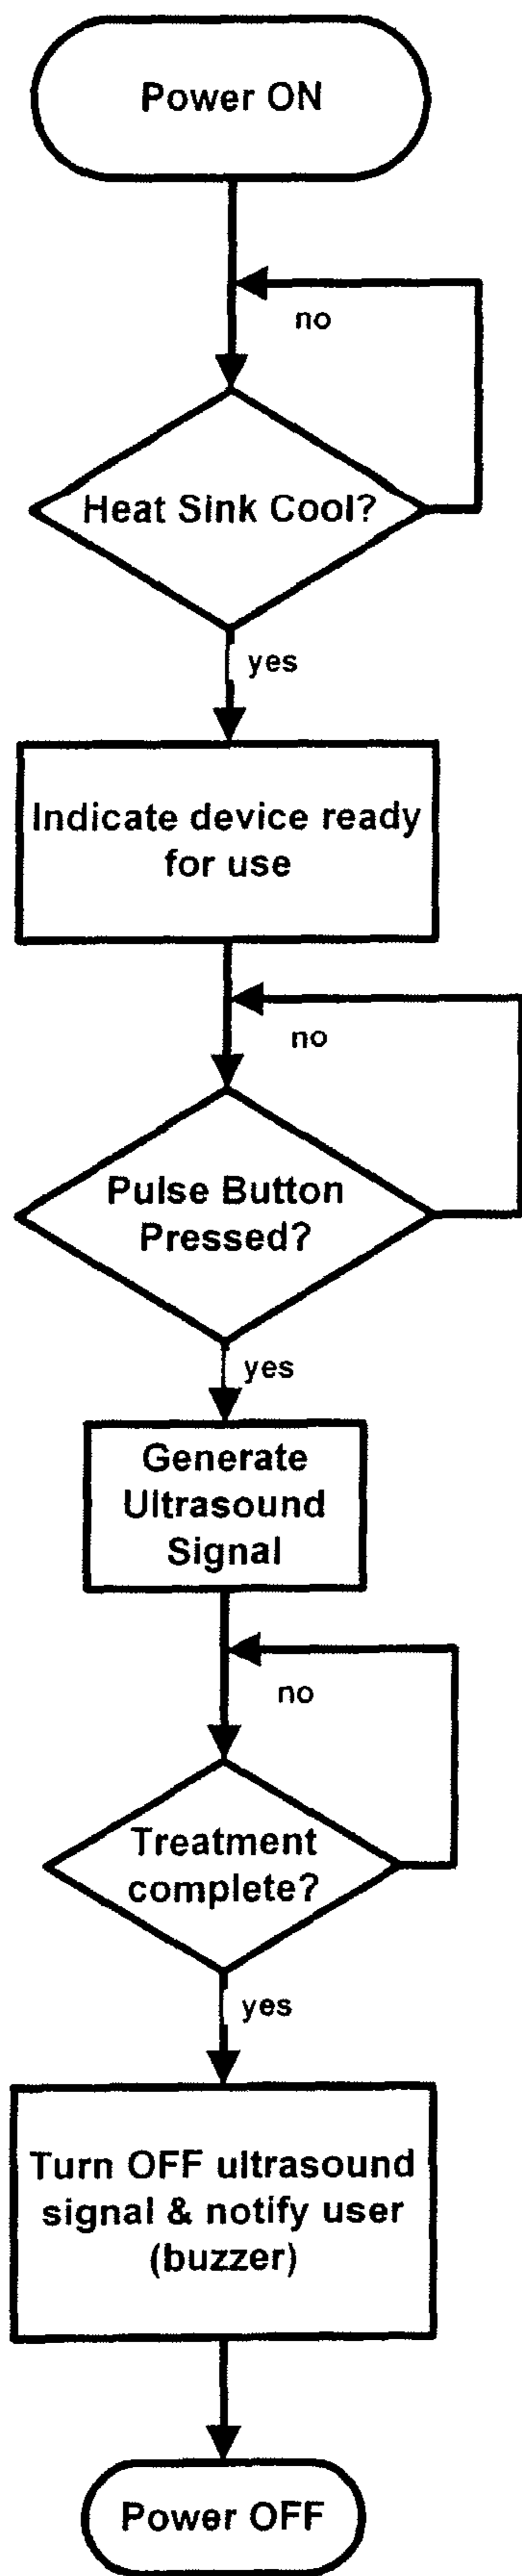 Power ON
no
Heat Sink Cool?
yes
Indicate device ready
for use
no
Pulse Button
Pressed?
yes
Generate
Ultrasound
Signal
no
Treatment
complete?
yes
Turn OFF ultrasound
signal & notify user
(buzzer)
Power OFF